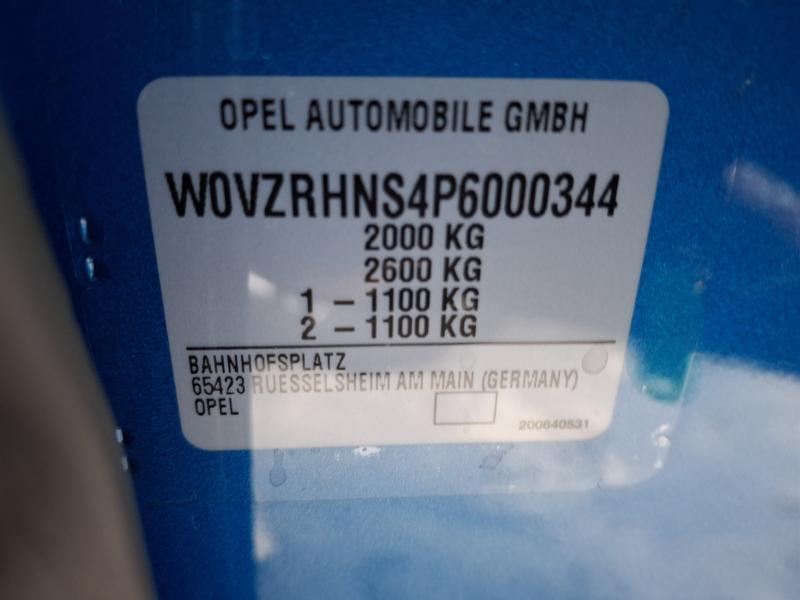 OPEL AUTOMOBILE GMBH
W0VZRHNS4P6000344
2000 KG
2600 KG
1 - 1100 KG
2 - 1100 KG
BAHNHOFSPLATZ
65423 RUESSELSHEIM AM MAIN (GERMANY)
OPEL
200640531